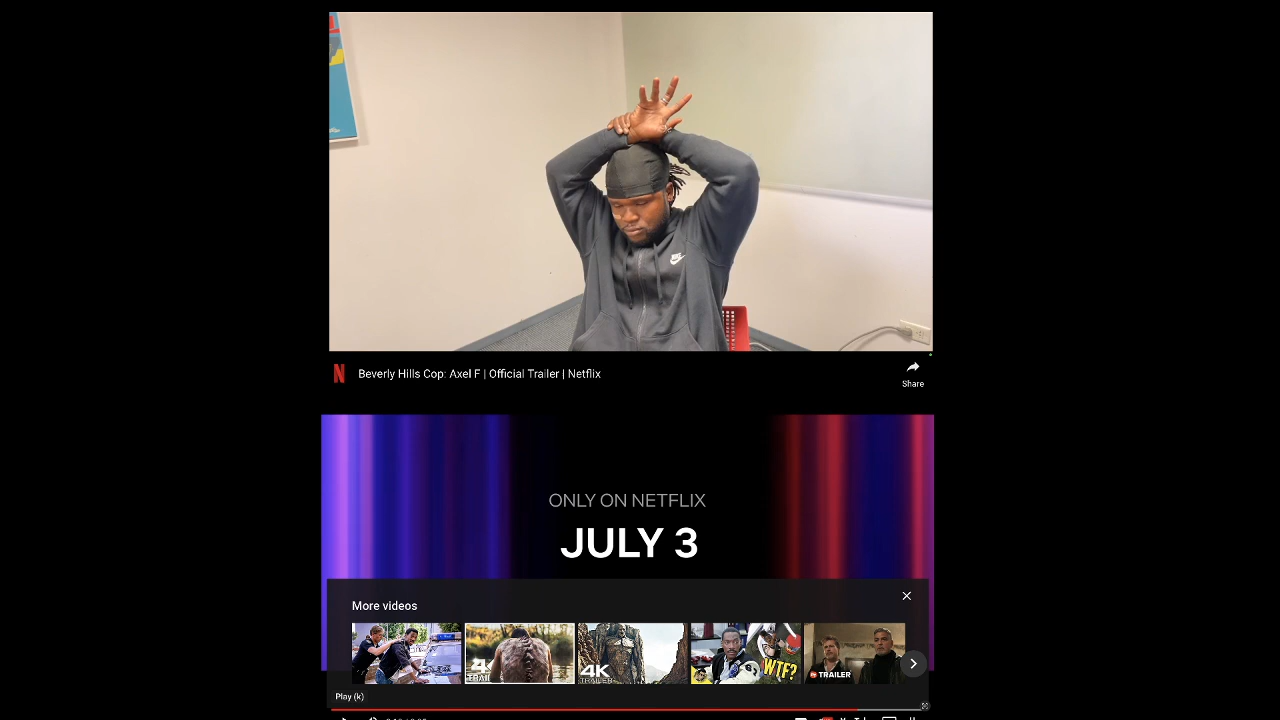 Beverly Hills Cop: Axel F | Official Trailer | Netflix
Share
ONLY ON NETFLIX
JULY 3
More videos
4K
TRAILER
WTF?
TRAILER
Play (k)